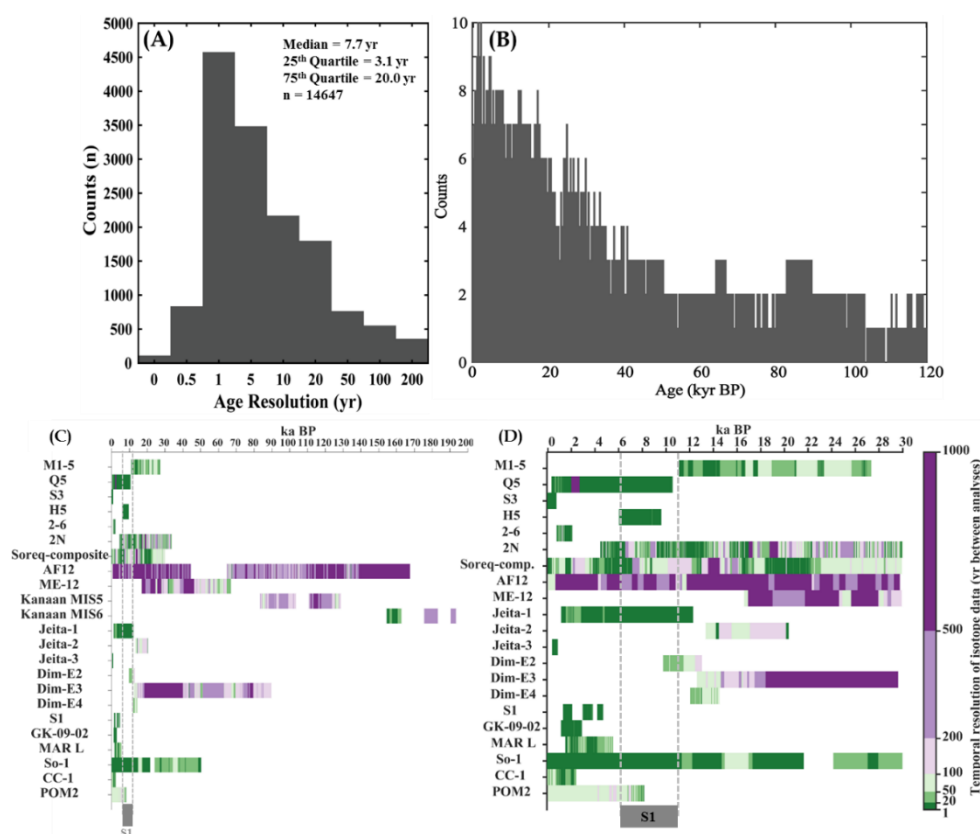 (A)
Median = 7.7 yr
25th Quartile = 3.1 yr
75th Quartile = 20.0 yr
n = 14647
5000
4500
4000
3500
3000
2500
2000
1500
1000
500
0
Counts (n)
0 0.5 1 5 10 20 50 100 200
Age Resolution (yr)
(B)
10
8
6
4
2
0
Counts
0 20 40 60 80 100 120
Age (kyr BP)
(C)
ka BP
0 10 20 30 40 50 60 70 80 90 100 110 120 130 140 150 160 170 180 190 200
M1-5
Q5
S3
H5
2-6
2N
Soreq-composite
AF12
ME-12
Kanaan MIS5
Kanaan MIS6
Jeita-1
Jeita-2
Jeita-3
Dim-E2
Dim-E3
Dim-E4
S1
GK-09-02
MAR L
So-1
CC-1
POM2
S1
(D)
ka BP
0 2 4 6 8 10 12 14 16 18 20 22 24 26 28 30
M1-5
Q5
S3
H5
2-6
2N
Soreq-comp.
AF12
ME-12
Jeita-1
Jeita-2
Jeita-3
Dim-E2
Dim-E3
Dim-E4
S1
GK-09-02
MAR L
So-1
CC-1
POM2
S1
1000
500
200
100
50
20
1
Temporal resolution of isotope data (yr between analyses)